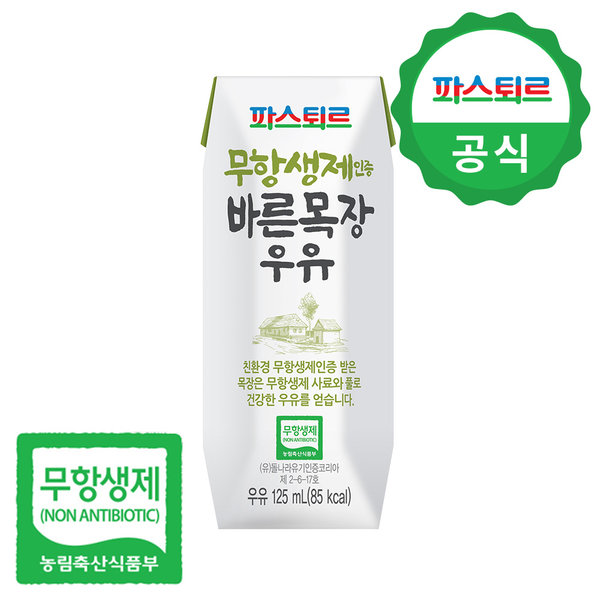 파스퇴르
공식
파스퇴르
무항생제인증
바른목장
우유
친환경 무항생제인증 받은
목장은 무항생제 사료와 풀로
건강한 우유를 얻습니다.
무항생제
(NON ANTIBIOTIC)
농림축산식품부
(유)돌나라유기인증코리아
제 2-6-17호
우유 125 mL(85 kcal)
무항생제
(NON ANTIBIOTIC)
농림축산식품부